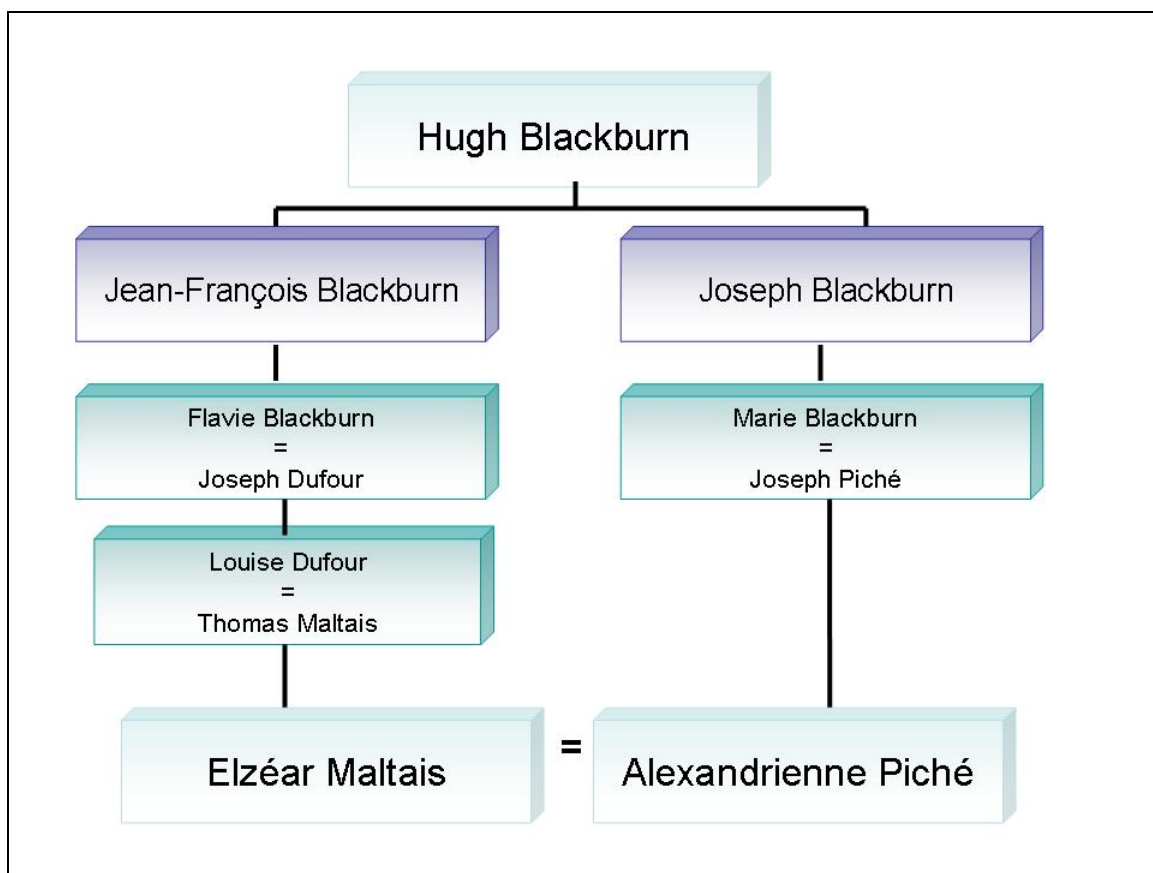 Hugh Blackburn
Jean-François Blackburn
Joseph Blackburn
Flavie Blackburn
=
Joseph Dufour
Marie Blackburn
=
Joseph Piché
Louise Dufour
=
Thomas Maltais
Elzéar Maltais
=
Alexandrienne Piché